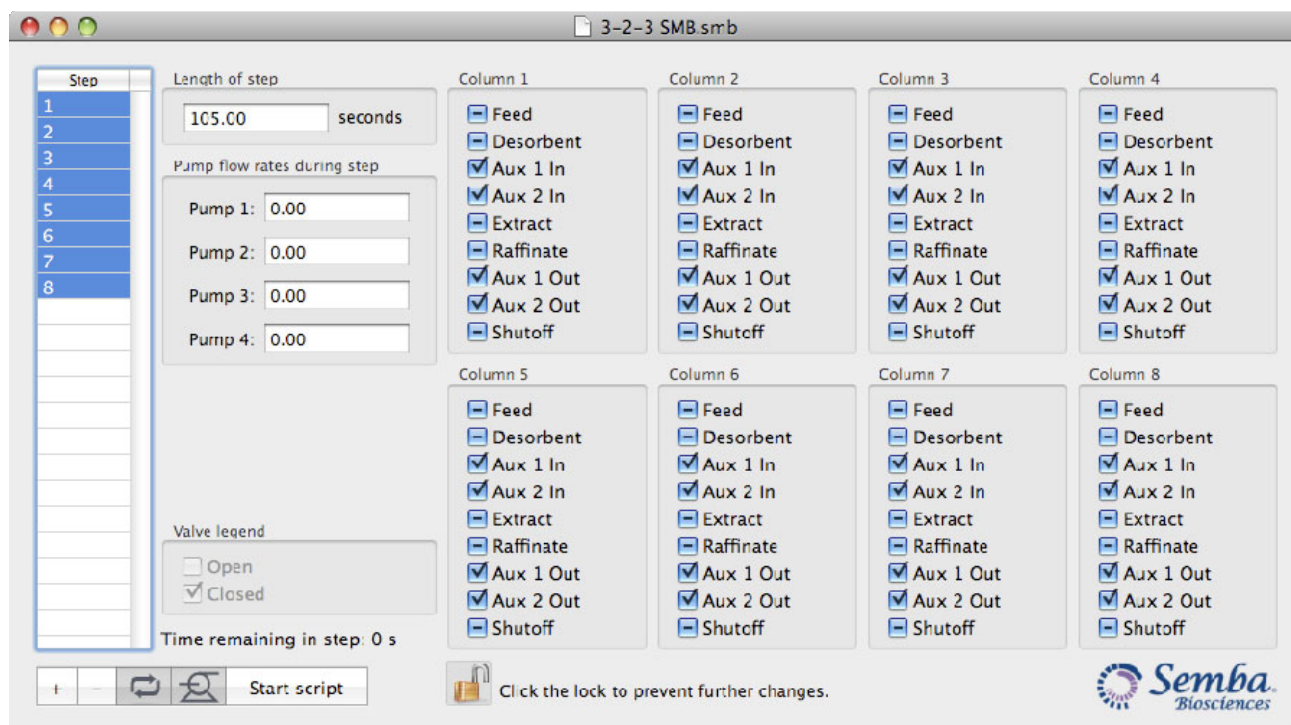 3-2-3 SMB.smb
Step
1
2
3
4
5
6
7
8
Length of step
105.00 seconds
Pump flow rates during step
Pump 1: 0.00
Pump 2: 0.00
Pump 3: 0.00
Pump 4: 0.00
Valve legend
Open
Closed
Time remaining in step: 0 s
+ - Start script
Column 1
Feed
Desorbent
Aux 1 In
Aux 2 In
Extract
Raffinate
Aux 1 Out
Aux 2 Out
Shutoff
Column 2
Feed
Desorbent
Aux 1 In
Aux 2 In
Extract
Raffinate
Aux 1 Out
Aux 2 Out
Shutoff
Column 3
Feed
Desorbent
Aux 1 In
Aux 2 In
Extract
Raffinate
Aux 1 Out
Aux 2 Out
Shutoff
Column 4
Feed
Desorbent
Aux 1 In
Aux 2 In
Extract
Raffinate
Aux 1 Out
Aux 2 Out
Shutoff
Column 5
Feed
Desorbent
Aux 1 In
Aux 2 In
Extract
Raffinate
Aux 1 Out
Aux 2 Out
Shutoff
Column 6
Feed
Desorbent
Aux 1 In
Aux 2 In
Extract
Raffinate
Aux 1 Out
Aux 2 Out
Shutoff
Column 7
Feed
Desorbent
Aux 1 In
Aux 2 In
Extract
Raffinate
Aux 1 Out
Aux 2 Out
Shutoff
Column 8
Feed
Desorbent
Aux 1 In
Aux 2 In
Extract
Raffinate
Aux 1 Out
Aux 2 Out
Shutoff
Click the lock to prevent further changes.
Semba
Biosciences